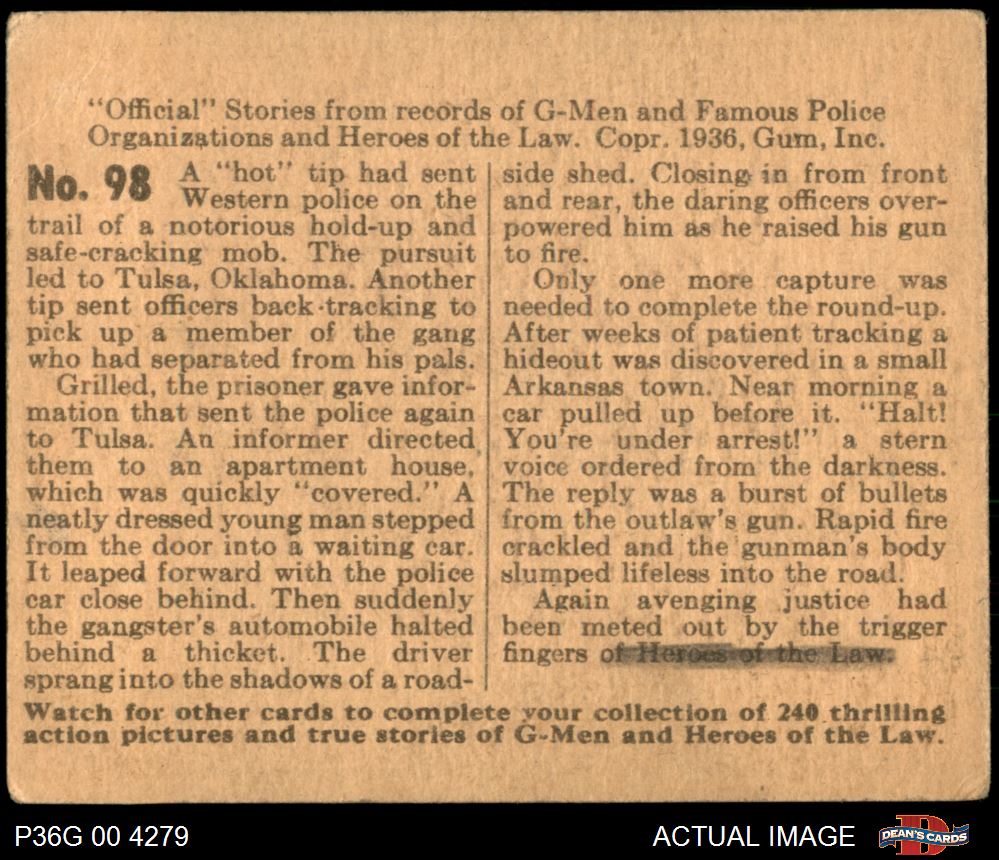 "Official" Stories from records of G-Men and Famous Police
Organizations and Heroes of the Law. Copr. 1936, Gum, Inc.
No. 98
A "hot" tip had sent
Western police on the
trail of a notorious hold-up and
safe-cracking mob. The pursuit
led to Tulsa, Oklahoma. Another
tip sent officers back-tracking to
pick up a member of the gang
who had separated from his pals.
Grilled, the prisoner gave infor-
mation that sent the police again
to Tulsa. An informer directed
them to an apartment house,
which was quickly "covered." A
neatly dressed young man stepped
from the door into a waiting car.
It leaped forward with the police
car close behind. Then suddenly
the gangster's automobile halted
behind a thicket. The driver
sprang into the shadows of a road-
side shed. Closing in from front
and rear, the daring officers over-
powered him as he raised his gun
to fire.
Only one more capture was
needed to complete the round-up.
After weeks of patient tracking a
hideout was discovered in a small
Arkansas town. Near morning a
car pulled up before it. "Halt!
You're under arrest!" a stern
voice ordered from the darkness.
The reply was a burst of bullets
from the outlaw's gun. Rapid fire
crackled and the gunman's body
slumped lifeless into the road.
Again avenging justice had
been meted out by the trigger
fingers of Heroes of the Law.
Watch for other cards to complete your collection of 240 thrilling
action pictures and true stories of G-Men and Heroes of the Law.
P36G 00 4279
ACTUAL IMAGE
D
DEAN'S CARDS